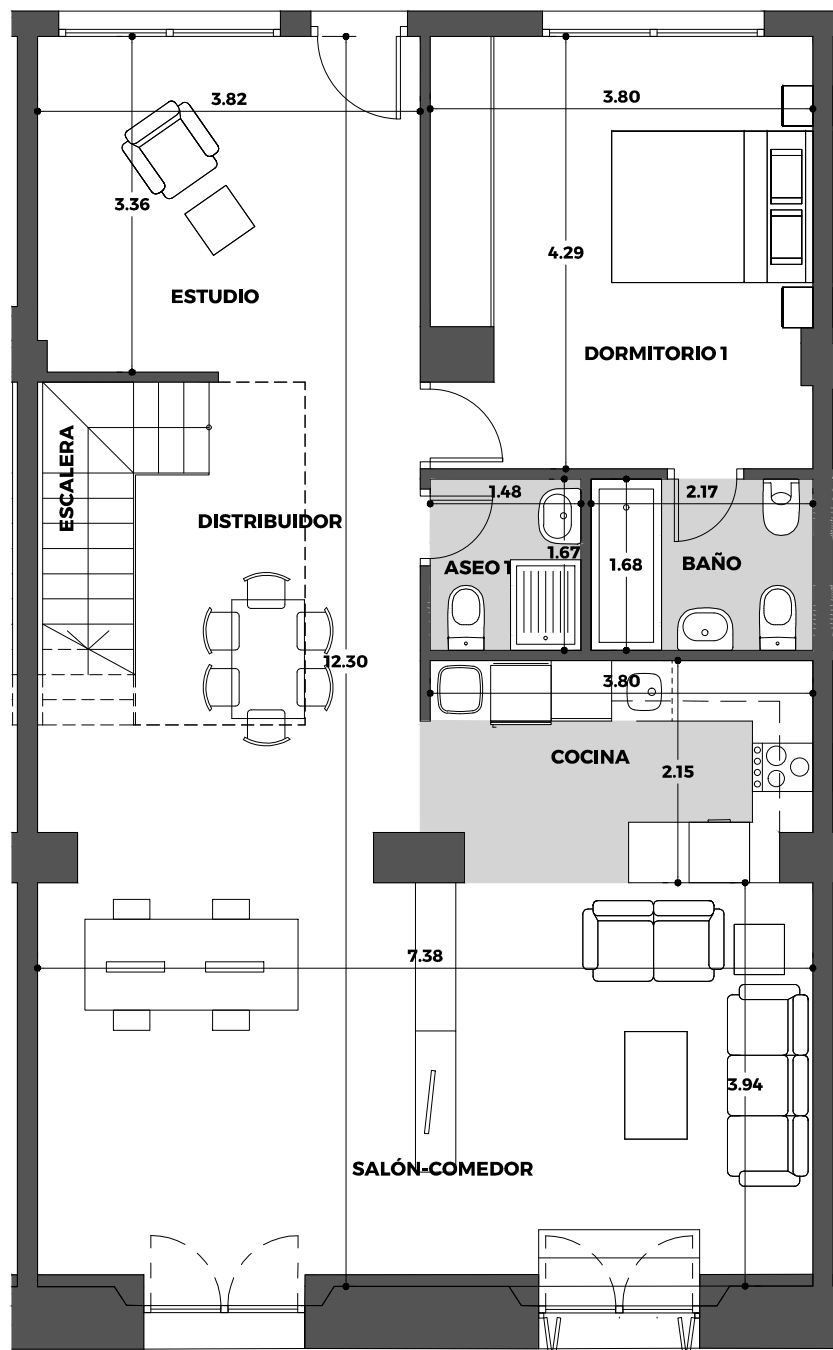 3.82
3.80
3.36
4.29
ESTUDIO
DORMITORIO 1
ESCALERA
1.48
2.17
DISTRIBUIDOR
1.67
ASEO 1
1.68
BAÑO
12.30
3.80
COCINA
2.15
7.38
3.94
SALÓN-COMEDOR